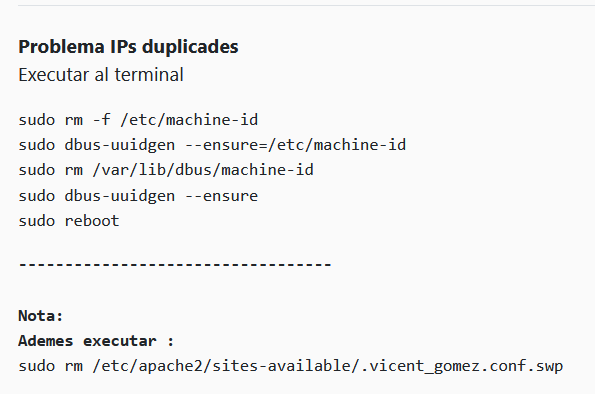 Problema IPs duplicades
Executar al terminal
sudo rm -f /etc/machine-id
sudo dbus-uuidgen --ensure=/etc/machine-id
sudo rm /var/lib/dbus/machine-id
sudo dbus-uuidgen --ensure
sudo reboot
----------------------------------
Nota:
Ademes executar :
sudo rm /etc/apache2/sites-available/.vicent_gomez.conf.swp